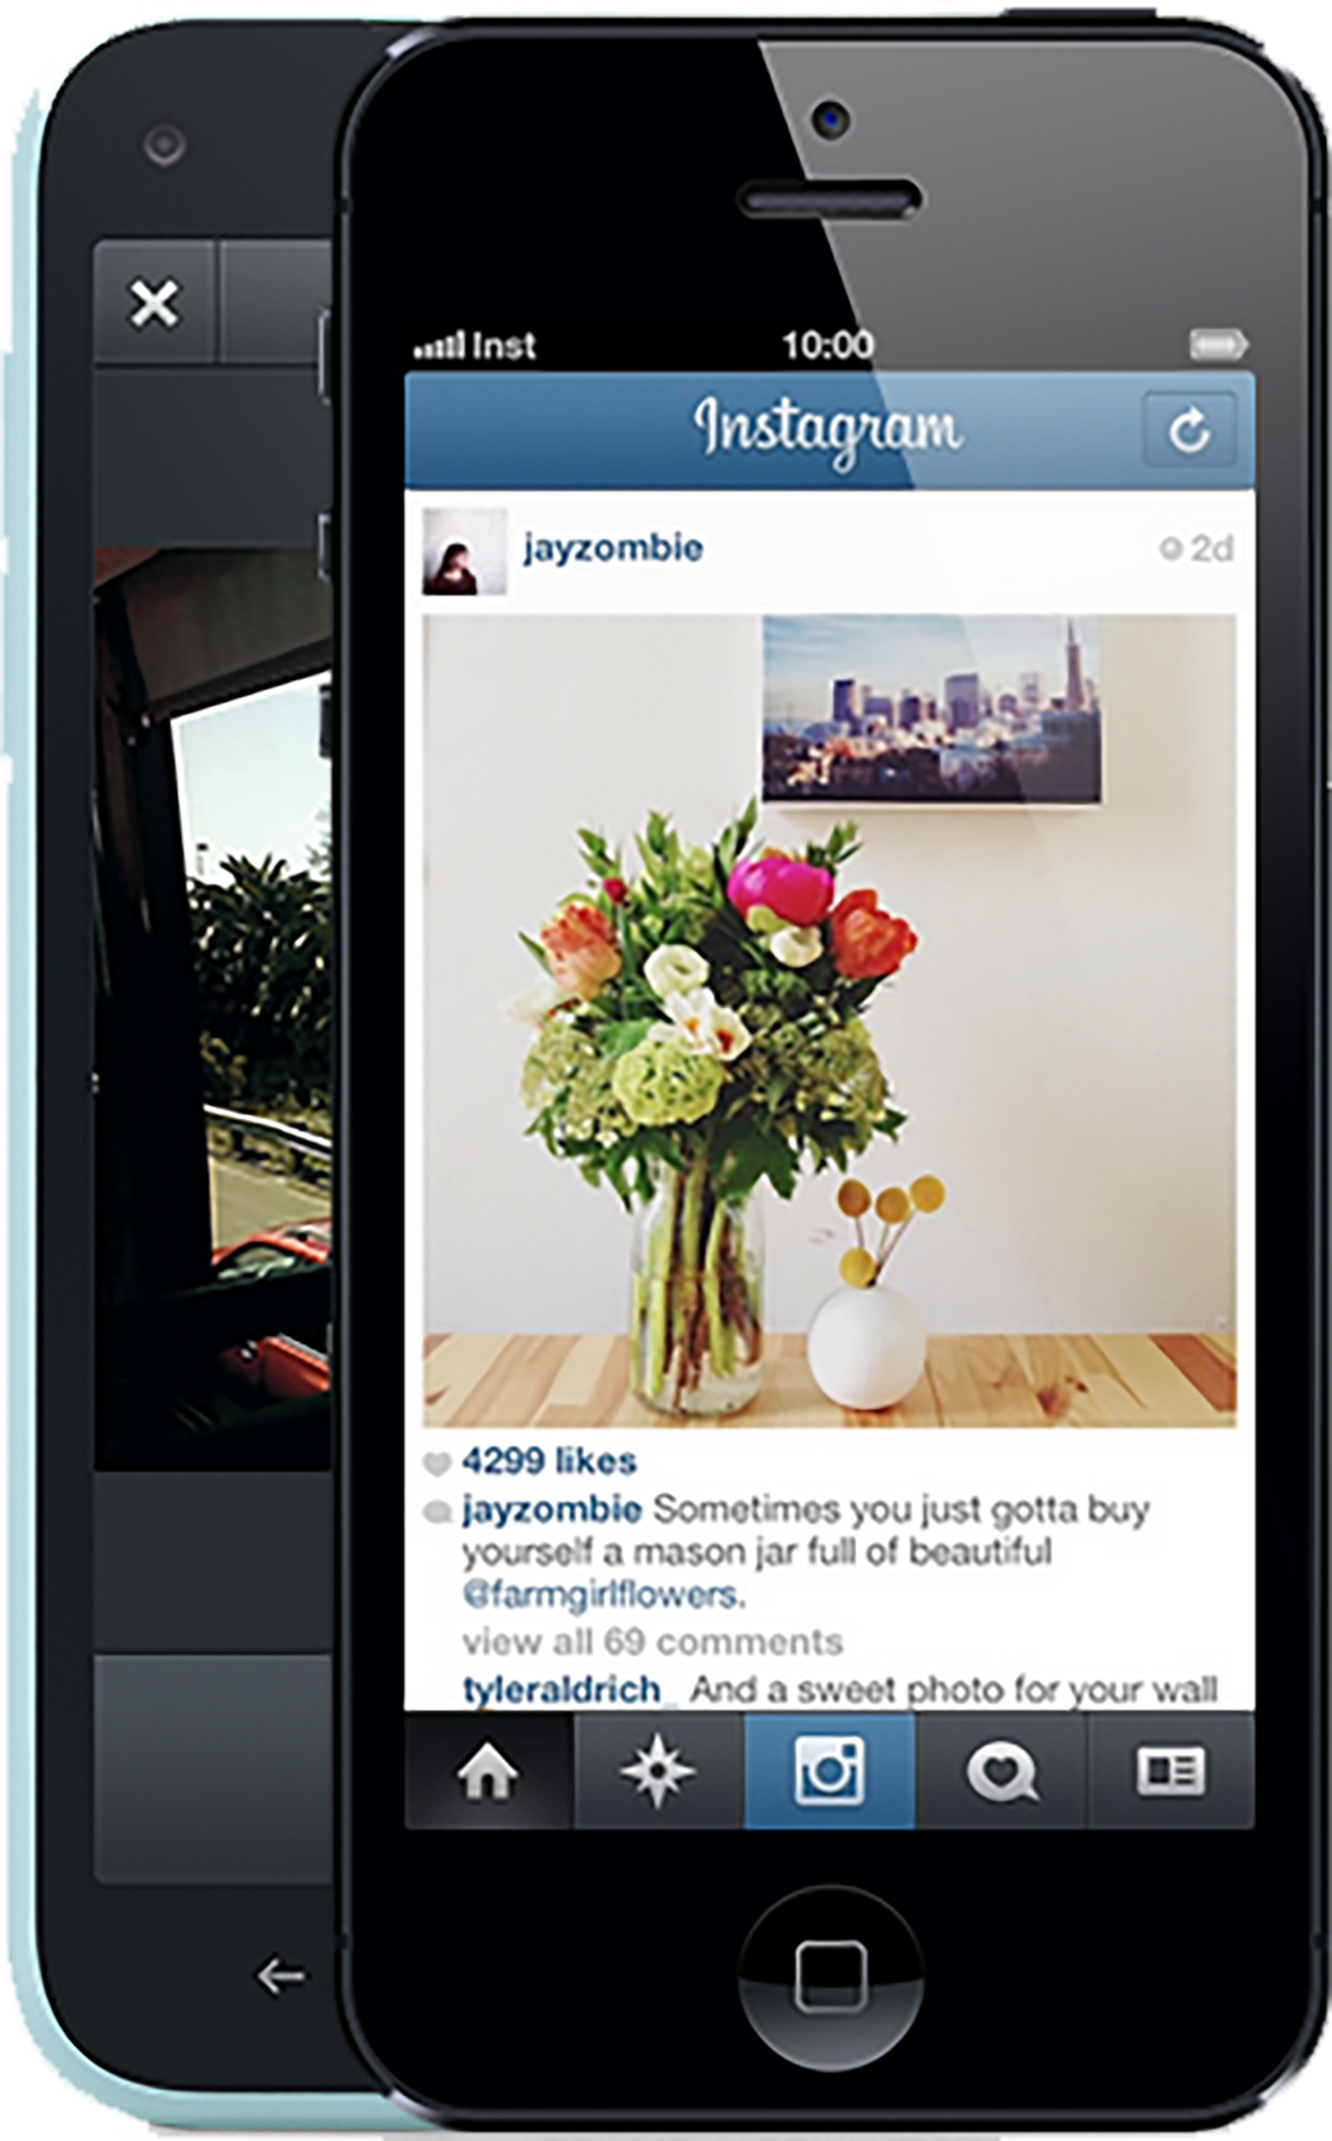 Inst 10:00
Instagram
jayzombie 2d
4299 likes
jayzombie Sometimes you just gotta buy
yourself a mason jar full of beautiful
@farmgirlflowers.
view all 69 comments
tyleraldrich And a sweet photo for your wall